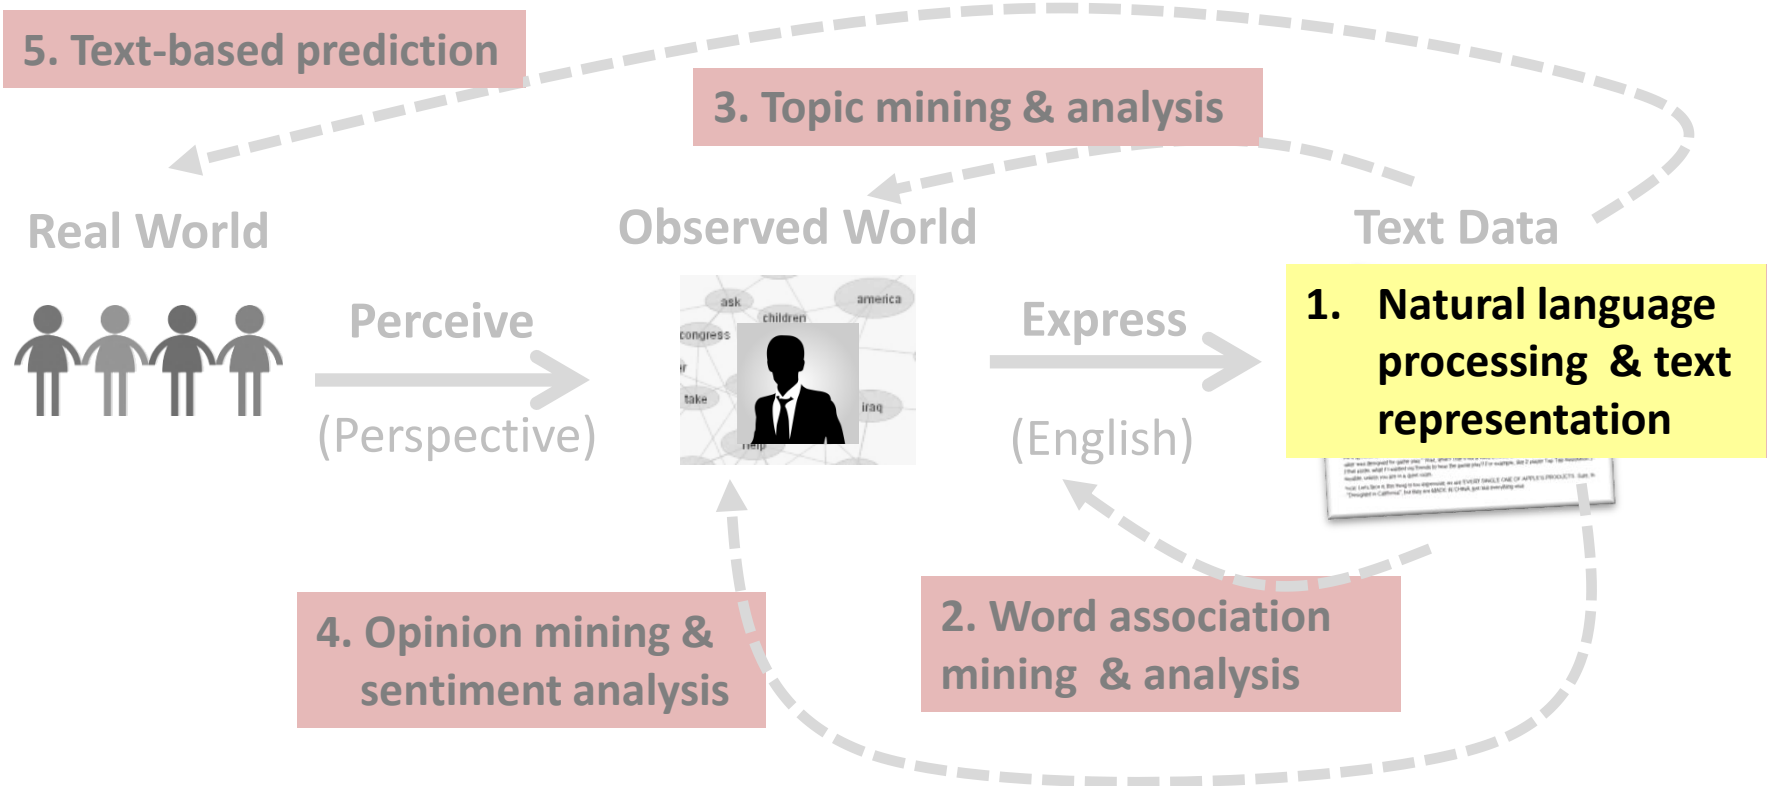 5. Text-based prediction
3. Topic mining & analysis
Real World
Observed World
Text Data
Perceive
(Perspective)
ask
america
children
congress
take
iraq
Express
(English)
1. Natural language
processing & text
representation
4. Opinion mining &
sentiment analysis
2. Word association
mining & analysis